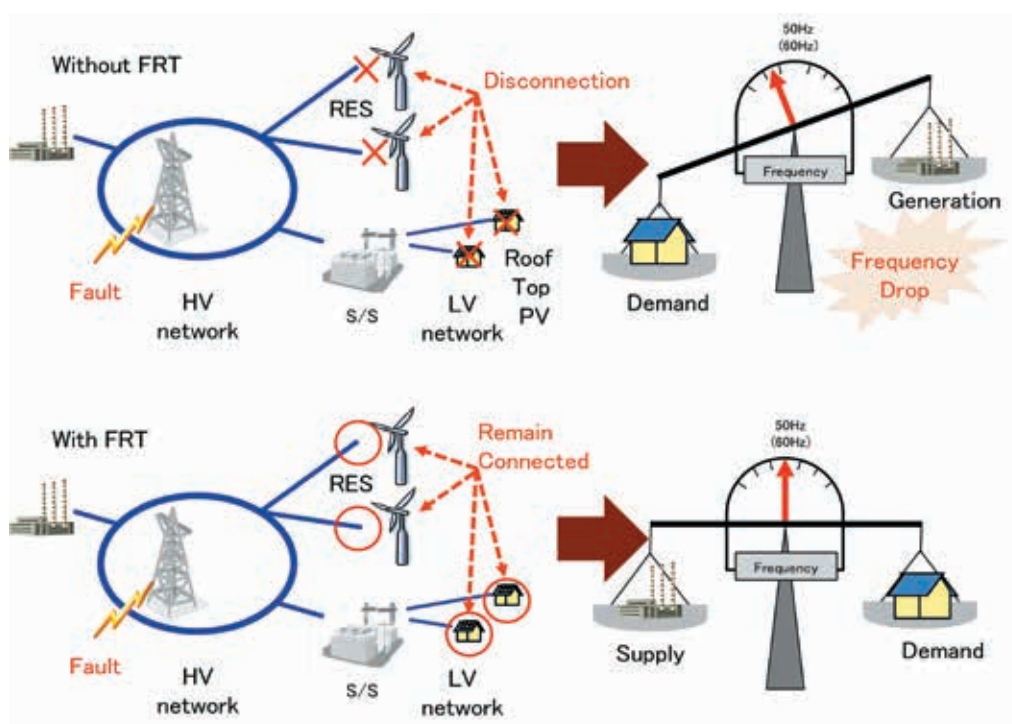 Without FRT
RES
Disconnection
50Hz
(60Hz)
Frequency
Generation
Fault
HV
network
S/S
LV
network
Roof
Top
PV
Demand
Frequency
Drop
With FRT
RES
Remain
Connected
50Hz
(60Hz)
Frequency
Fault
HV
network
S/S
LV
network
Supply
Demand